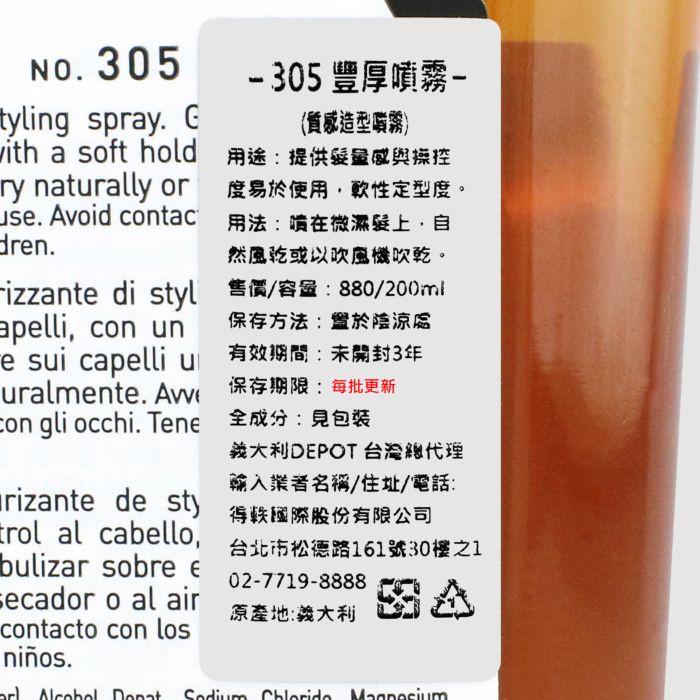 NO. 305
tyling spray. G
with a soft hold
ry naturally or
use. Avoid contac
dren.
rizzante di styl
apelli, con un
e sui capelli u
uralmente. Avve
con gli occhi. Tene
urizante de sty
trol al cabello,
bulizar sobre e
secador o al air
contacto con los
niños.
Alcohol Denat. Sodium Chloride, Magnesium
-305 豐厚噴霧-
(質感造型噴霧)
用途：提供髮量感與操控
度易於使用，軟性定型度。
用法：噴在微濕髮上，自
然風乾或以吹風機吹乾。
售價/容量：880/200ml
保存方法：置於陰涼處
有效期間：未開封3年
保存期限：每批更新
全成分：見包裝
義大利DEPOT 台灣總代理
輸入業者名稱/住址/電話:
得軼國際股份有限公司
台北市松德路161號30樓之1
02-7719-8888
原產地:義大利